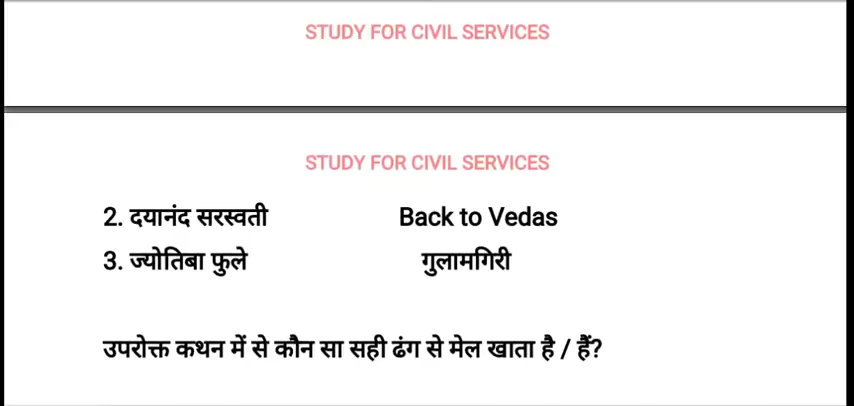 STUDY FOR CIVIL SERVICES
STUDY FOR CIVIL SERVICES
2. दयानंद सरस्वती Back to Vedas
3. ज्योतिबा फुले गुलामगिरी
उपरोक्त कथन में से कौन सा सही ढंग से मेल खाता है / हैं?